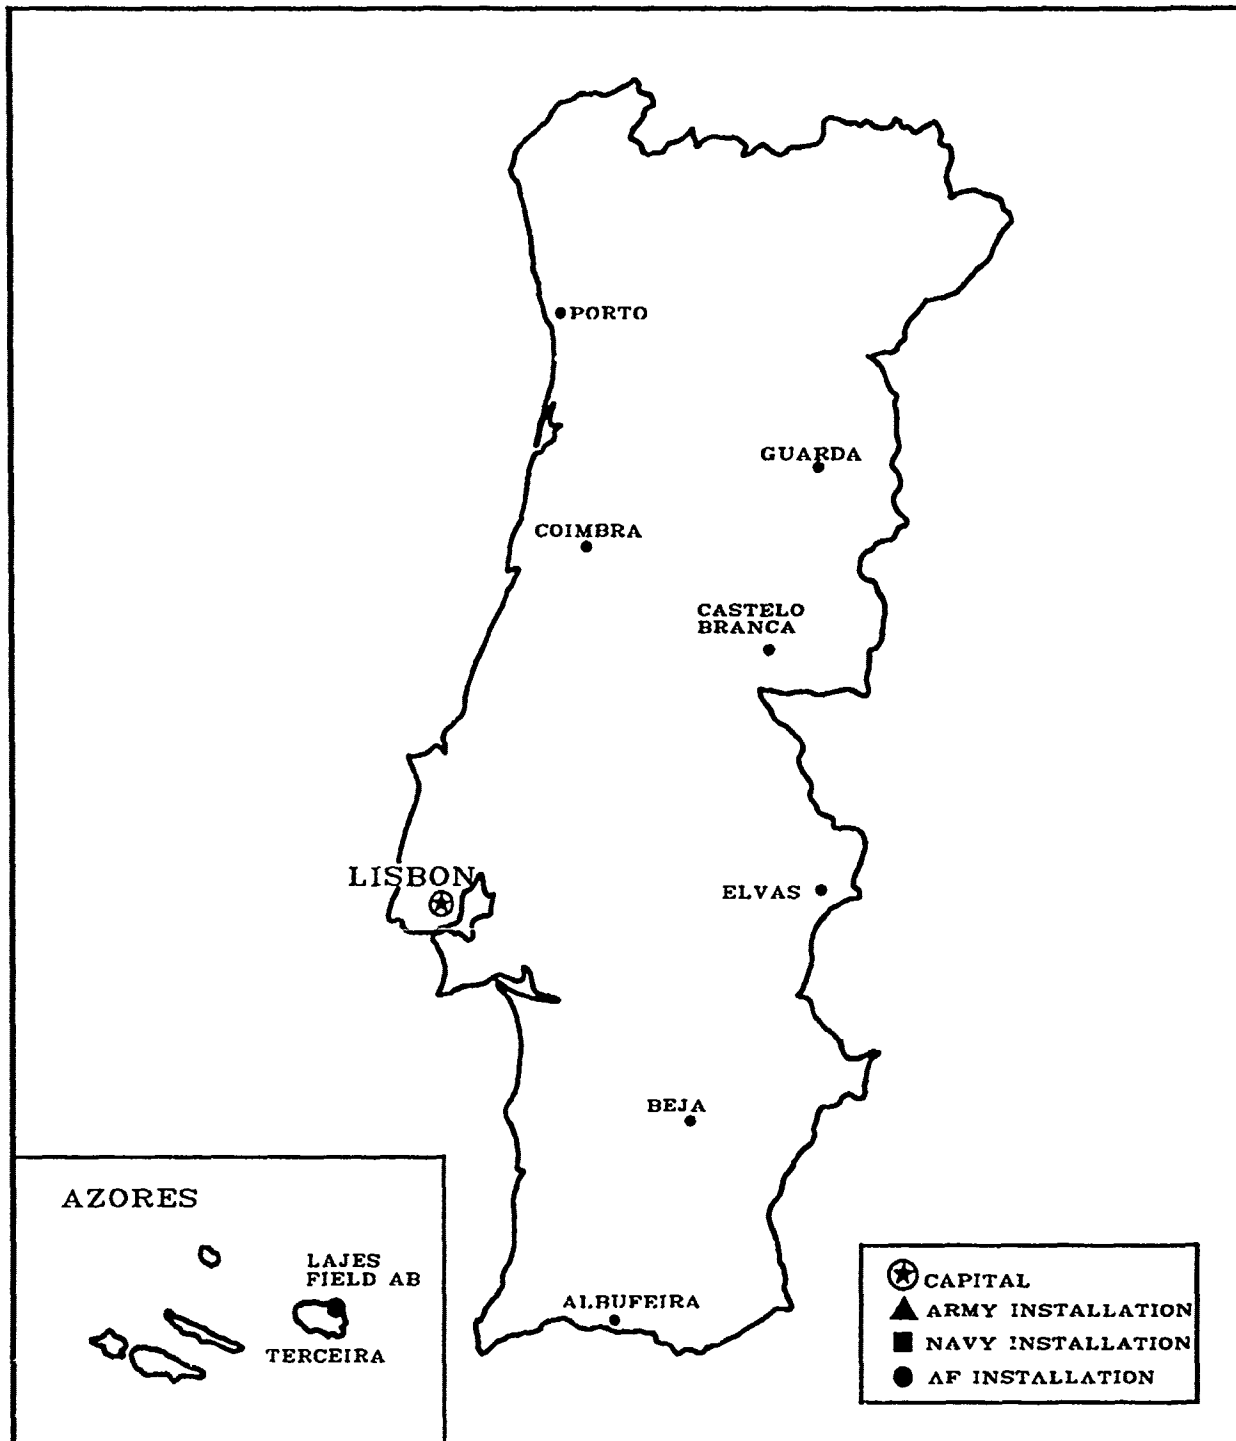 PORTO
GUARDA
COIMBRA
CASTELO
BRANCA
LISBON
ELVAS
BEJA
AZORES
LAJES
FIELD AB
TERCEIRA
ALBUFEIRA
CAPITAL
ARMY INSTALLATION
NAVY INSTALLATION
AF INSTALLATION